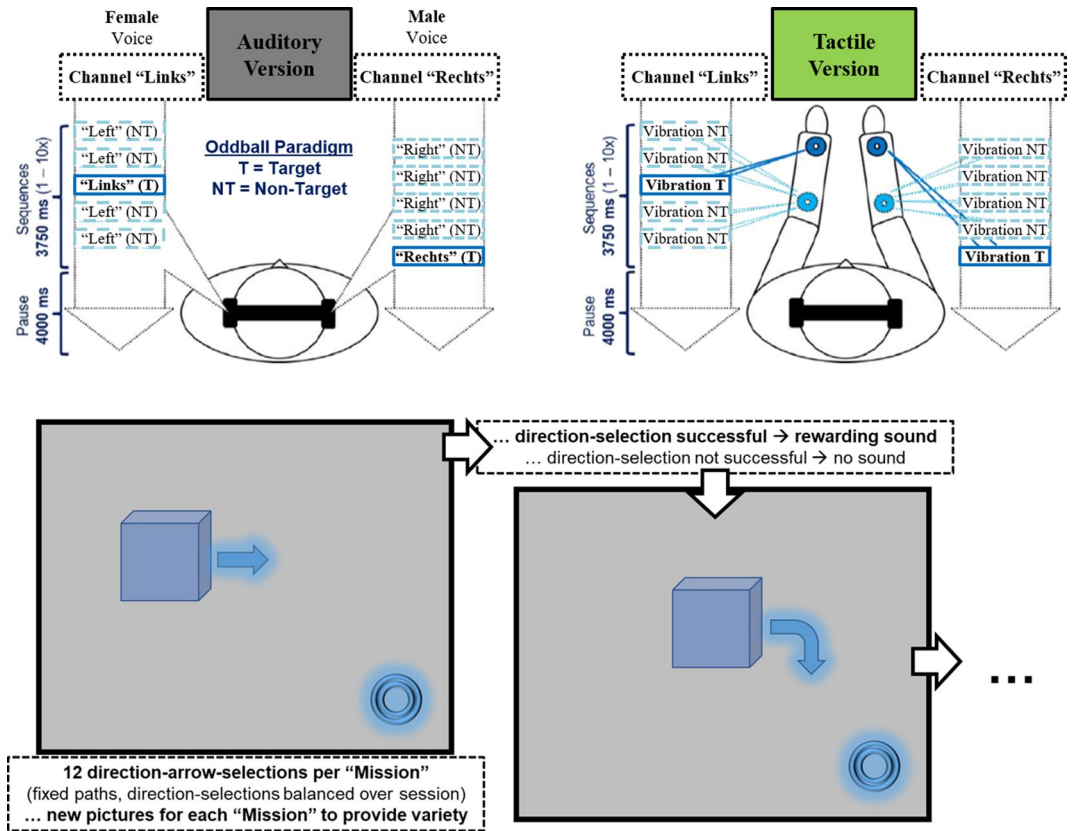 Female
Voice
Auditory
Version
Male
Voice
Channel “Links”
Channel “Rechts”
“Left” (NT)
“Left” (NT)
“Links” (T)
“Left” (NT)
“Left” (NT)
Oddball Paradigm
T = Target
NT = Non-Target
“Right” (NT)
“Right” (NT)
“Right” (NT)
“Right” (NT)
“Rechts” (T)
Sequences
3750 ms (1 – 10x)
Pause
4000 ms
Tactile
Version
Channel “Links”
Channel “Rechts”
Vibration NT
Vibration NT
Vibration T
Vibration NT
Vibration NT
Vibration NT
Vibration NT
Vibration NT
Vibration NT
Vibration T
Sequences
3750 ms (1 – 10x)
Pause
4000 ms
... direction-selection successful → rewarding sound
... direction-selection not successful → no sound
12 direction-arrow-selections per “Mission”
(fixed paths, direction-selections balanced over session)
... new pictures for each “Mission” to provide variety
...